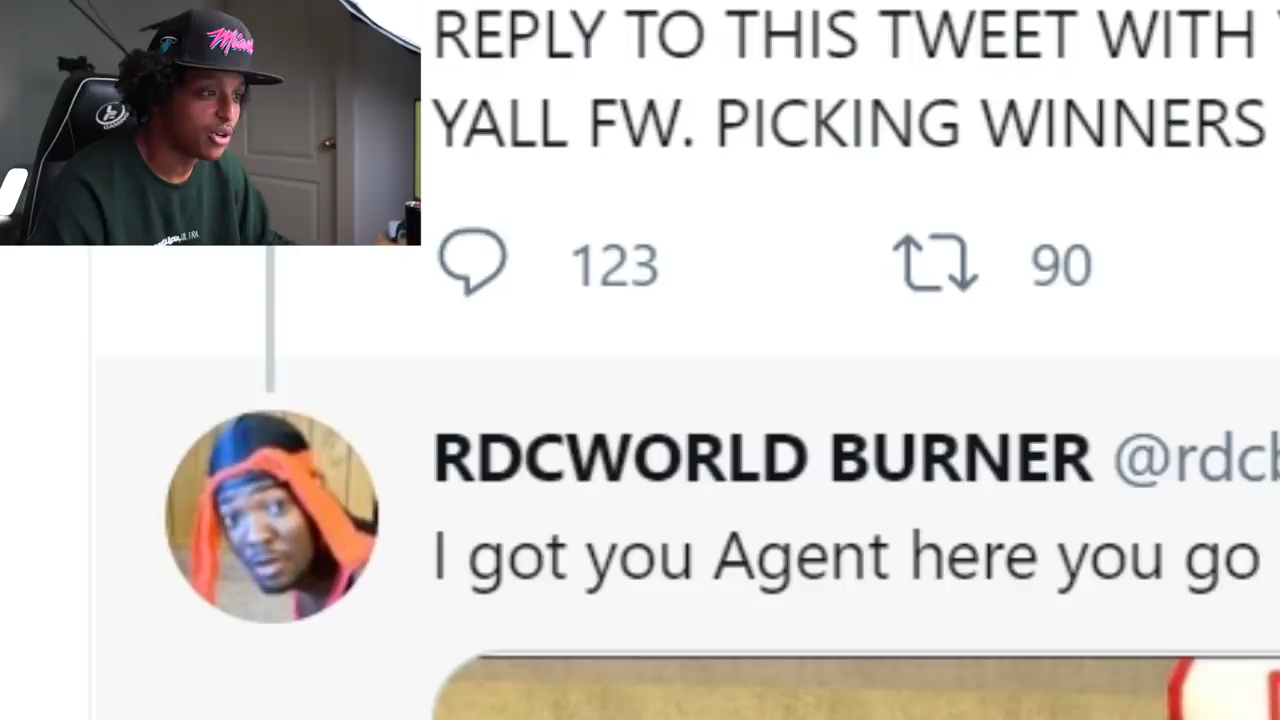 Miami
REPLY TO THIS TWEET WITH
YALL FW. PICKING WINNERS
123
90
RDCWORLD BURNER @rdcb
I got you Agent here you go